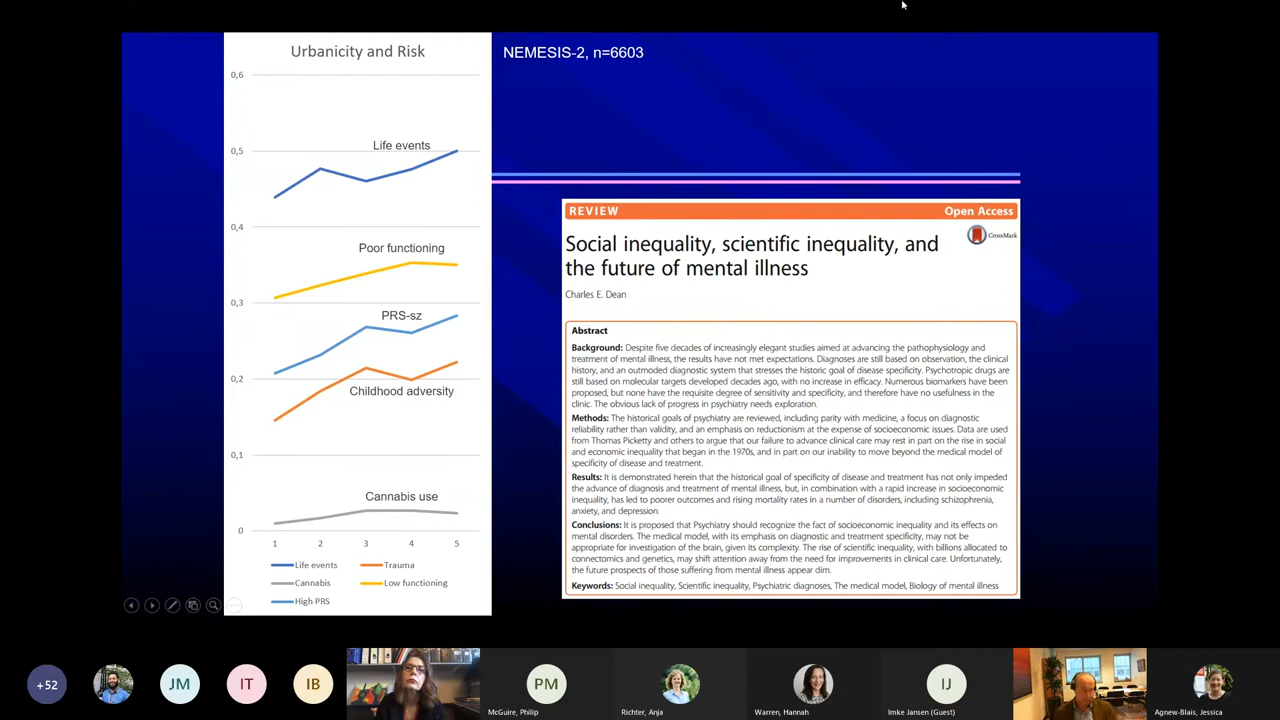 Urbanicity and Risk
0,6
0,5
0,4
0,3
0,2
0,1
0
Life events
Poor functioning
PRS-sz
Childhood adversity
Cannabis use
1 2 3 4 5
Life events Trauma
Cannabis Low functioning
High PRS
NEMESIS-2, n=6603
REVIEW Open Access
CrossMark
Social inequality, scientific inequality, and
the future of mental illness
Charles E. Dean
Abstract
Background: Despite five decades of increasingly elegant studies aimed at advancing the pathophysiology and
treatment of mental illness, the results have not met expectations. Diagnoses are still based on observation, the clinical
history, and an outmoded diagnostic system that stresses the historic goal of disease specificity. Psychotropic drugs are
still based on molecular targets developed decades ago, with no increase in efficacy. Numerous biomarkers have been
proposed, but none have the requisite degree of sensitivity and specificity, and therefore have no usefulness in the
clinic. The obvious lack of progress in psychiatry needs exploration.
Methods: The historical goals of psychiatry are reviewed, including parity with medicine, a focus on diagnostic
reliability rather than validity, and an emphasis on reductionism at the expense of socioeconomic issues. Data are used
from Thomas Picketty and others to argue that our failure to advance clinical care may rest in part on the rise in social
and economic inequality that began in the 1970s, and in part on our inability to move beyond the medical model of
specificity of disease and treatment.
Results: It is demonstrated herein that the historical goal of specificity of disease and treatment has not only impeded
the advance of diagnosis and treatment of mental illness, but, in combination with a rapid increase in socioeconomic
inequality, has led to poorer outcomes and rising mortality rates in a number of disorders, including schizophrenia,
anxiety, and depression.
Conclusions: It is proposed that Psychiatry should recognize the fact of socioeconomic inequality and its effects on
mental disorders. The medical model, with its emphasis on diagnostic and treatment specificity, may not be
appropriate for investigation of the brain, given its complexity. The rise of scientific inequality, with billions allocated to
connectomics and genetics, may shift attention away from the need for improvements in clinical care. Unfortunately,
the future prospects of those suffering from mental illness appear dim.
Keywords: Social inequality, Scientific inequality, Psychiatric diagnoses, The medical model, Biology of mental illness
+52
JM
IT
IB
PM
McGuire, Philip
Richter, Anja
Warren, Hannah
IJ
Imke Jansen (Guest)
Agnew-Blais, Jessica